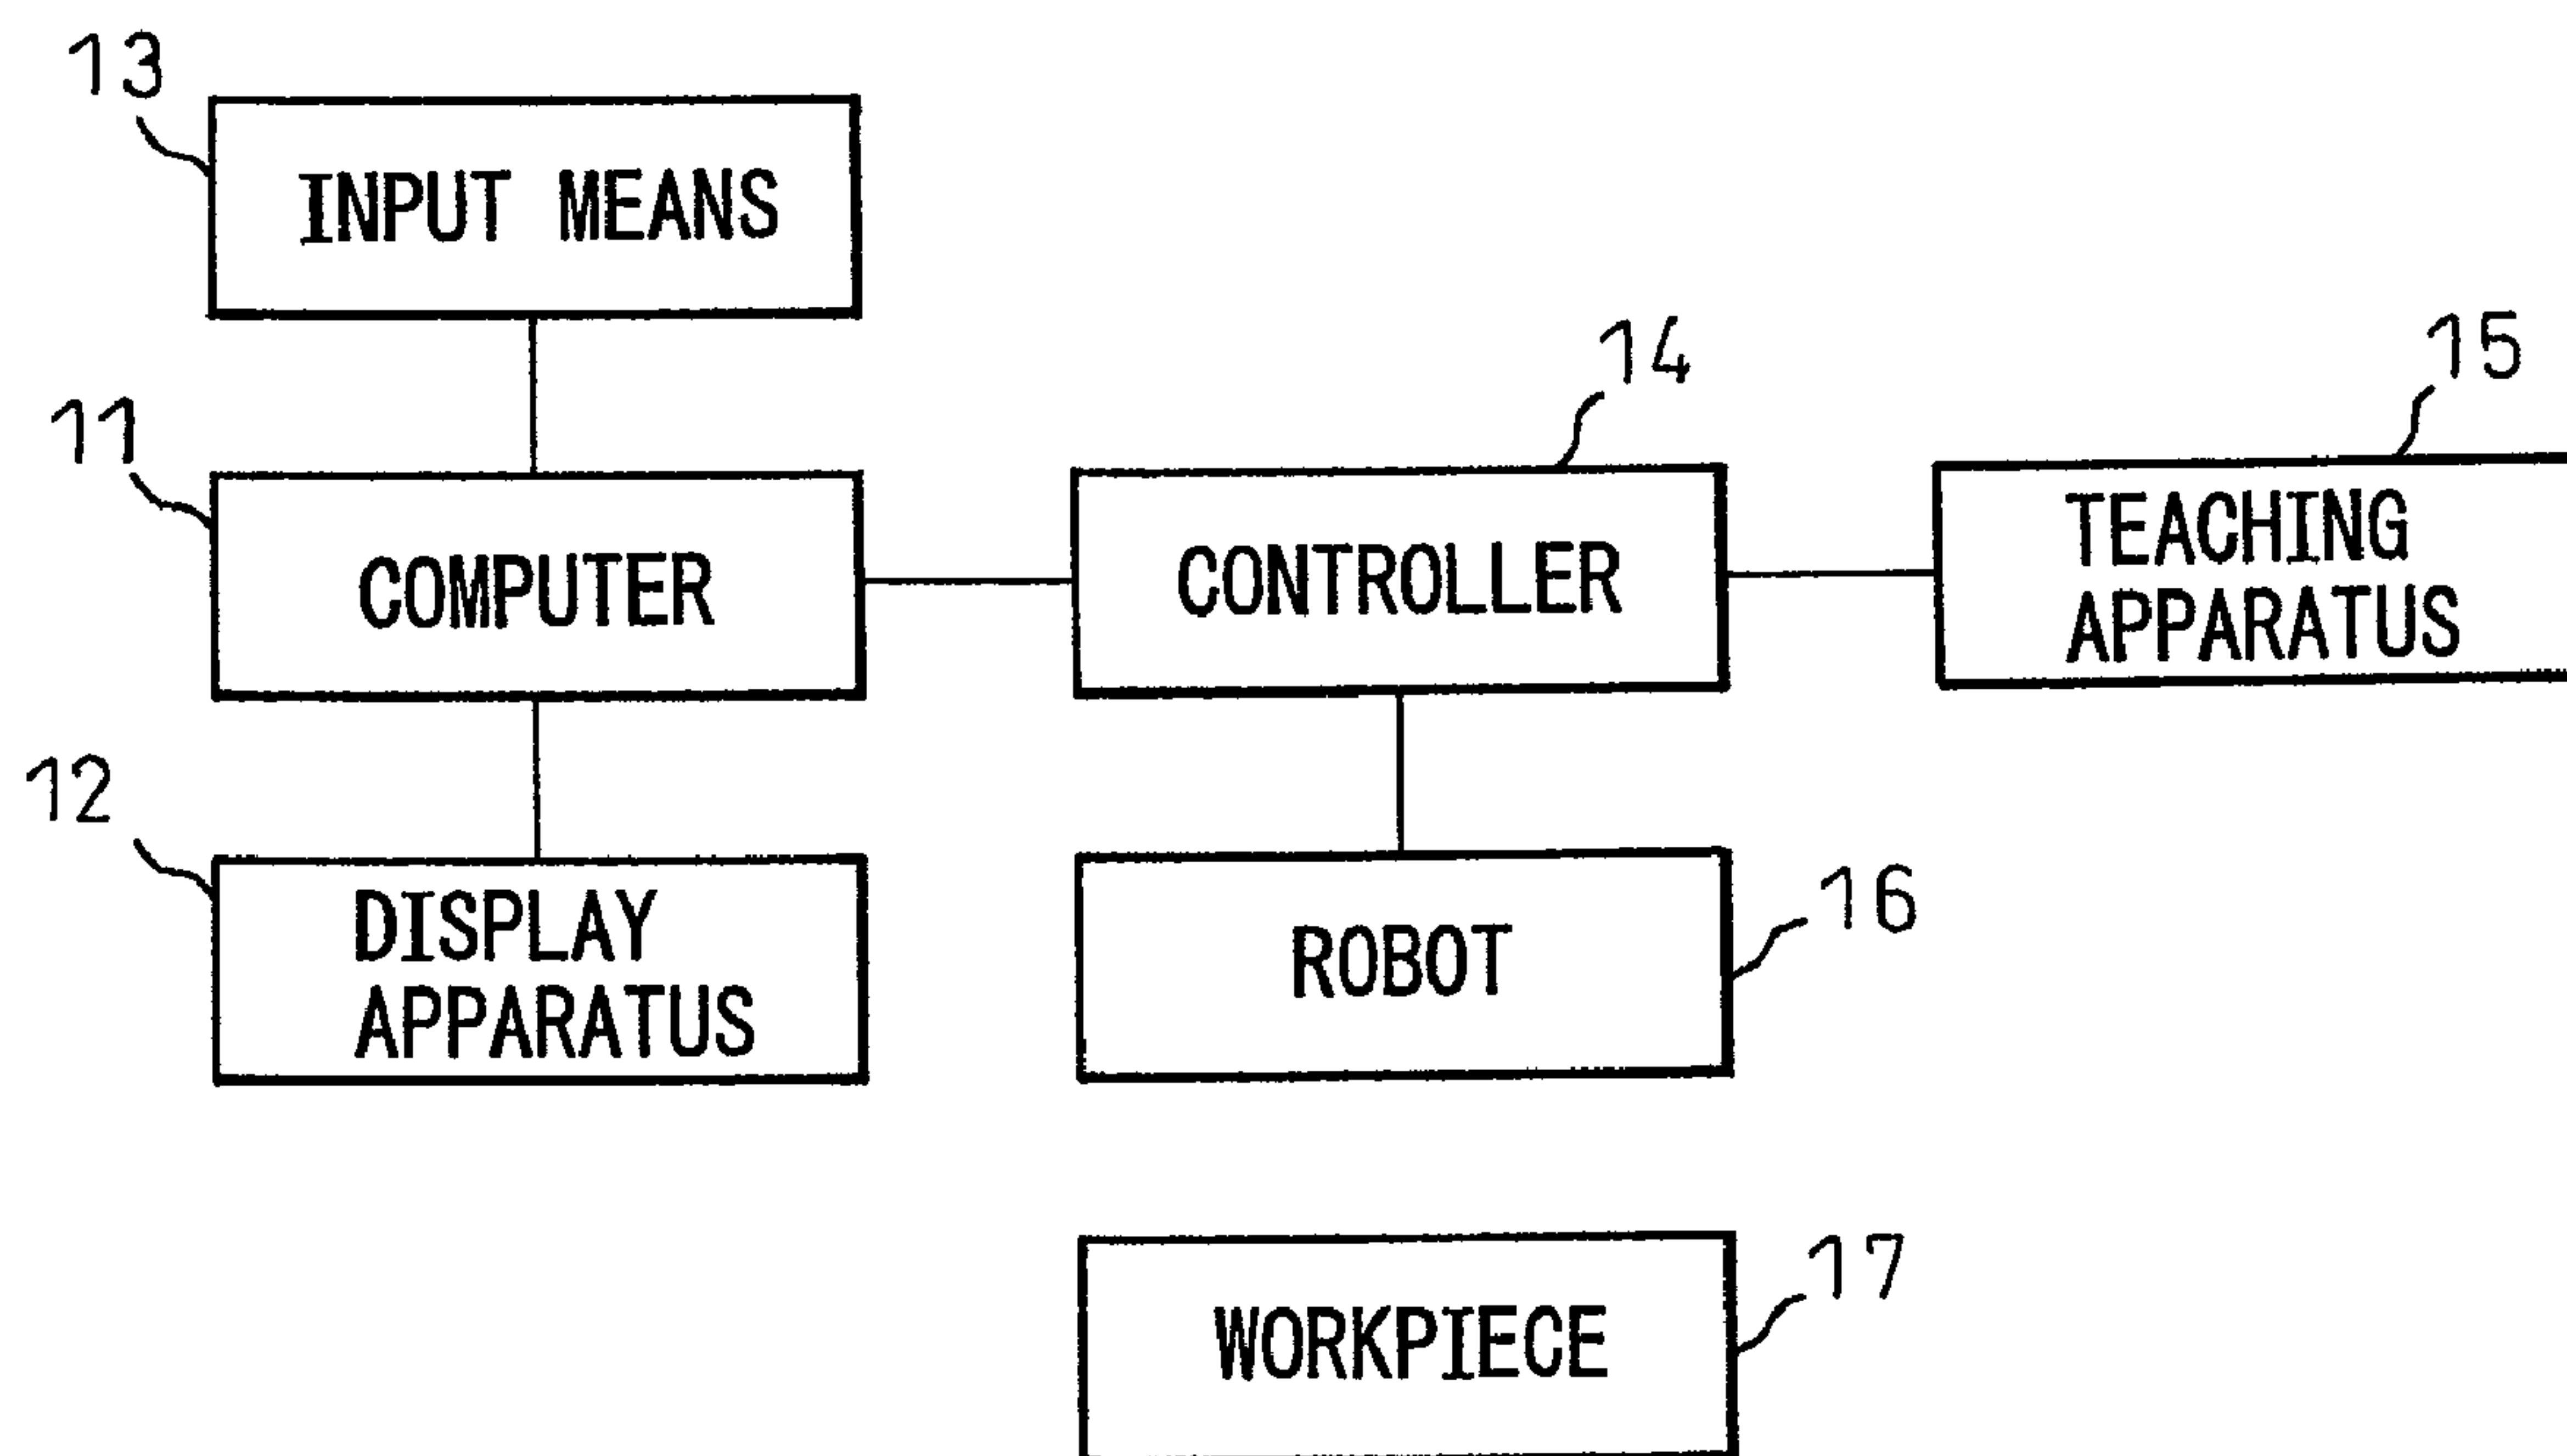 13
INPUT MEANS
11
COMPUTER
14
CONTROLLER
15
TEACHING
APPARATUS
12
DISPLAY
APPARATUS
16
ROBOT
17
WORKPIECE